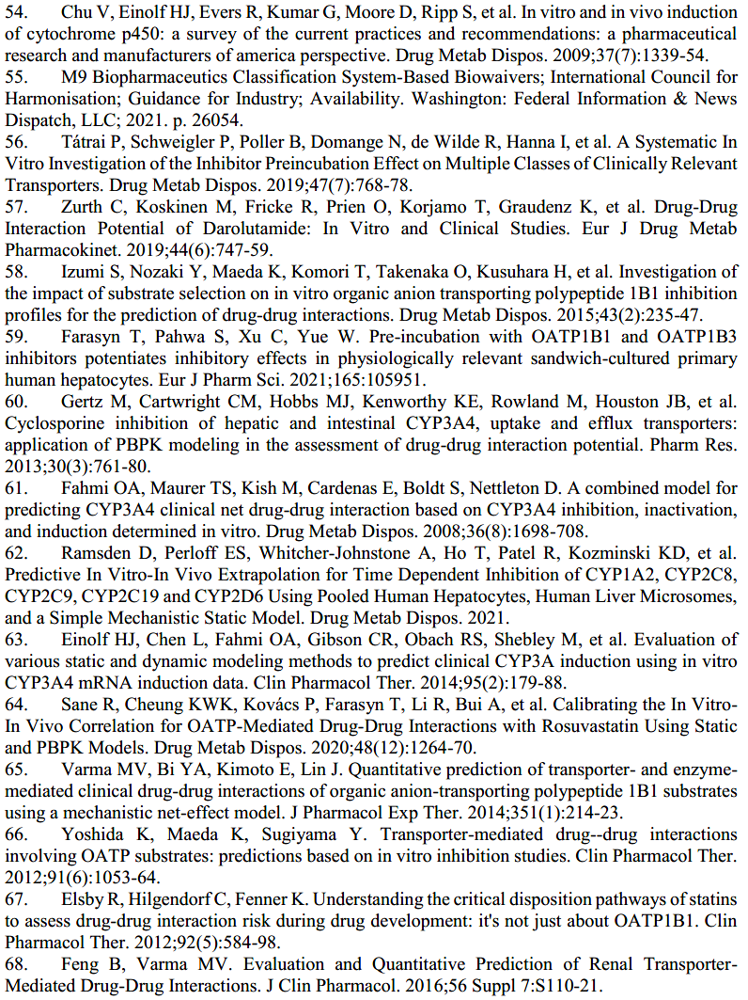 54. Chu V, Einolf HJ, Evers R, Kumar G, Moore D, Ripp S, et al. In vitro and in vivo induction
of cytochrome p450: a survey of the current practices and recommendations: a pharmaceutical
research and manufacturers of america perspective. Drug Metab Dispos. 2009;37(7):1339-54.
55. M9 Biopharmaceutics Classification System-Based Biowaivers; International Council for
Harmonisation; Guidance for Industry; Availability. Washington: Federal Information & News
Dispatch, LLC; 2021. p. 26054.
56. Tátrai P, Schweigler P, Poller B, Domange N, de Wilde R, Hanna I, et al. A Systematic In
Vitro Investigation of the Inhibitor Preincubation Effect on Multiple Classes of Clinically Relevant
Transporters. Drug Metab Dispos. 2019;47(7):768-78.
57. Zurth C, Koskinen M, Fricke R, Prien O, Korjamo T, Graudenz K, et al. Drug-Drug
Interaction Potential of Darolutamide: In Vitro and Clinical Studies. Eur J Drug Metab
Pharmacokinet. 2019;44(6):747-59.
58. Izumi S, Nozaki Y, Maeda K, Komori T, Takenaka O, Kusuhara H, et al. Investigation of
the impact of substrate selection on in vitro organic anion transporting polypeptide 1B1 inhibition
profiles for the prediction of drug-drug interactions. Drug Metab Dispos. 2015;43(2):235-47.
59. Farasyn T, Pahwa S, Xu C, Yue W. Pre-incubation with OATP1B1 and OATP1B3
inhibitors potentiates inhibitory effects in physiologically relevant sandwich-cultured primary
human hepatocytes. Eur J Pharm Sci. 2021;165:105951.
60. Gertz M, Cartwright CM, Hobbs MJ, Kenworthy KE, Rowland M, Houston JB, et al.
Cyclosporine inhibition of hepatic and intestinal CYP3A4, uptake and efflux transporters:
application of PBPK modeling in the assessment of drug-drug interaction potential. Pharm Res.
2013;30(3):761-80.
61. Fahmi OA, Maurer TS, Kish M, Cardenas E, Boldt S, Nettleton D. A combined model for
predicting CYP3A4 clinical net drug-drug interaction based on CYP3A4 inhibition, inactivation,
and induction determined in vitro. Drug Metab Dispos. 2008;36(8):1698-708.
62. Ramsden D, Perloff ES, Whitcher-Johnstone A, Ho T, Patel R, Kozminski KD, et al.
Predictive In Vitro-In Vivo Extrapolation for Time Dependent Inhibition of CYP1A2, CYP2C8,
CYP2C9, CYP2C19 and CYP2D6 Using Pooled Human Hepatocytes, Human Liver Microsomes,
and a Simple Mechanistic Static Model. Drug Metab Dispos. 2021.
63. Einolf HJ, Chen L, Fahmi OA, Gibson CR, Obach RS, Shebley M, et al. Evaluation of
various static and dynamic modeling methods to predict clinical CYP3A induction using in vitro
CYP3A4 mRNA induction data. Clin Pharmacol Ther. 2014;95(2):179-88.
64. Sane R, Cheung KWK, Kovács P, Farasyn T, Li R, Bui A, et al. Calibrating the In Vitro-
In Vivo Correlation for OATP-Mediated Drug-Drug Interactions with Rosuvastatin Using Static
and PBPK Models. Drug Metab Dispos. 2020;48(12):1264-70.
65. Varma MV, Bi YA, Kimoto E, Lin J. Quantitative prediction of transporter- and enzyme-
mediated clinical drug-drug interactions of organic anion-transporting polypeptide 1B1 substrates
using a mechanistic net-effect model. J Pharmacol Exp Ther. 2014;351(1):214-23.
66. Yoshida K, Maeda K, Sugiyama Y. Transporter-mediated drug--drug interactions
involving OATP substrates: predictions based on in vitro inhibition studies. Clin Pharmacol Ther.
2012;91(6):1053-64.
67. Elsby R, Hilgendorf C, Fenner K. Understanding the critical disposition pathways of statins
to assess drug-drug interaction risk during drug development: it's not just about OATP1B1. Clin
Pharmacol Ther. 2012;92(5):584-98.
68. Feng B, Varma MV. Evaluation and Quantitative Prediction of Renal Transporter-
Mediated Drug-Drug Interactions. J Clin Pharmacol. 2016;56 Suppl 7:S110-21.